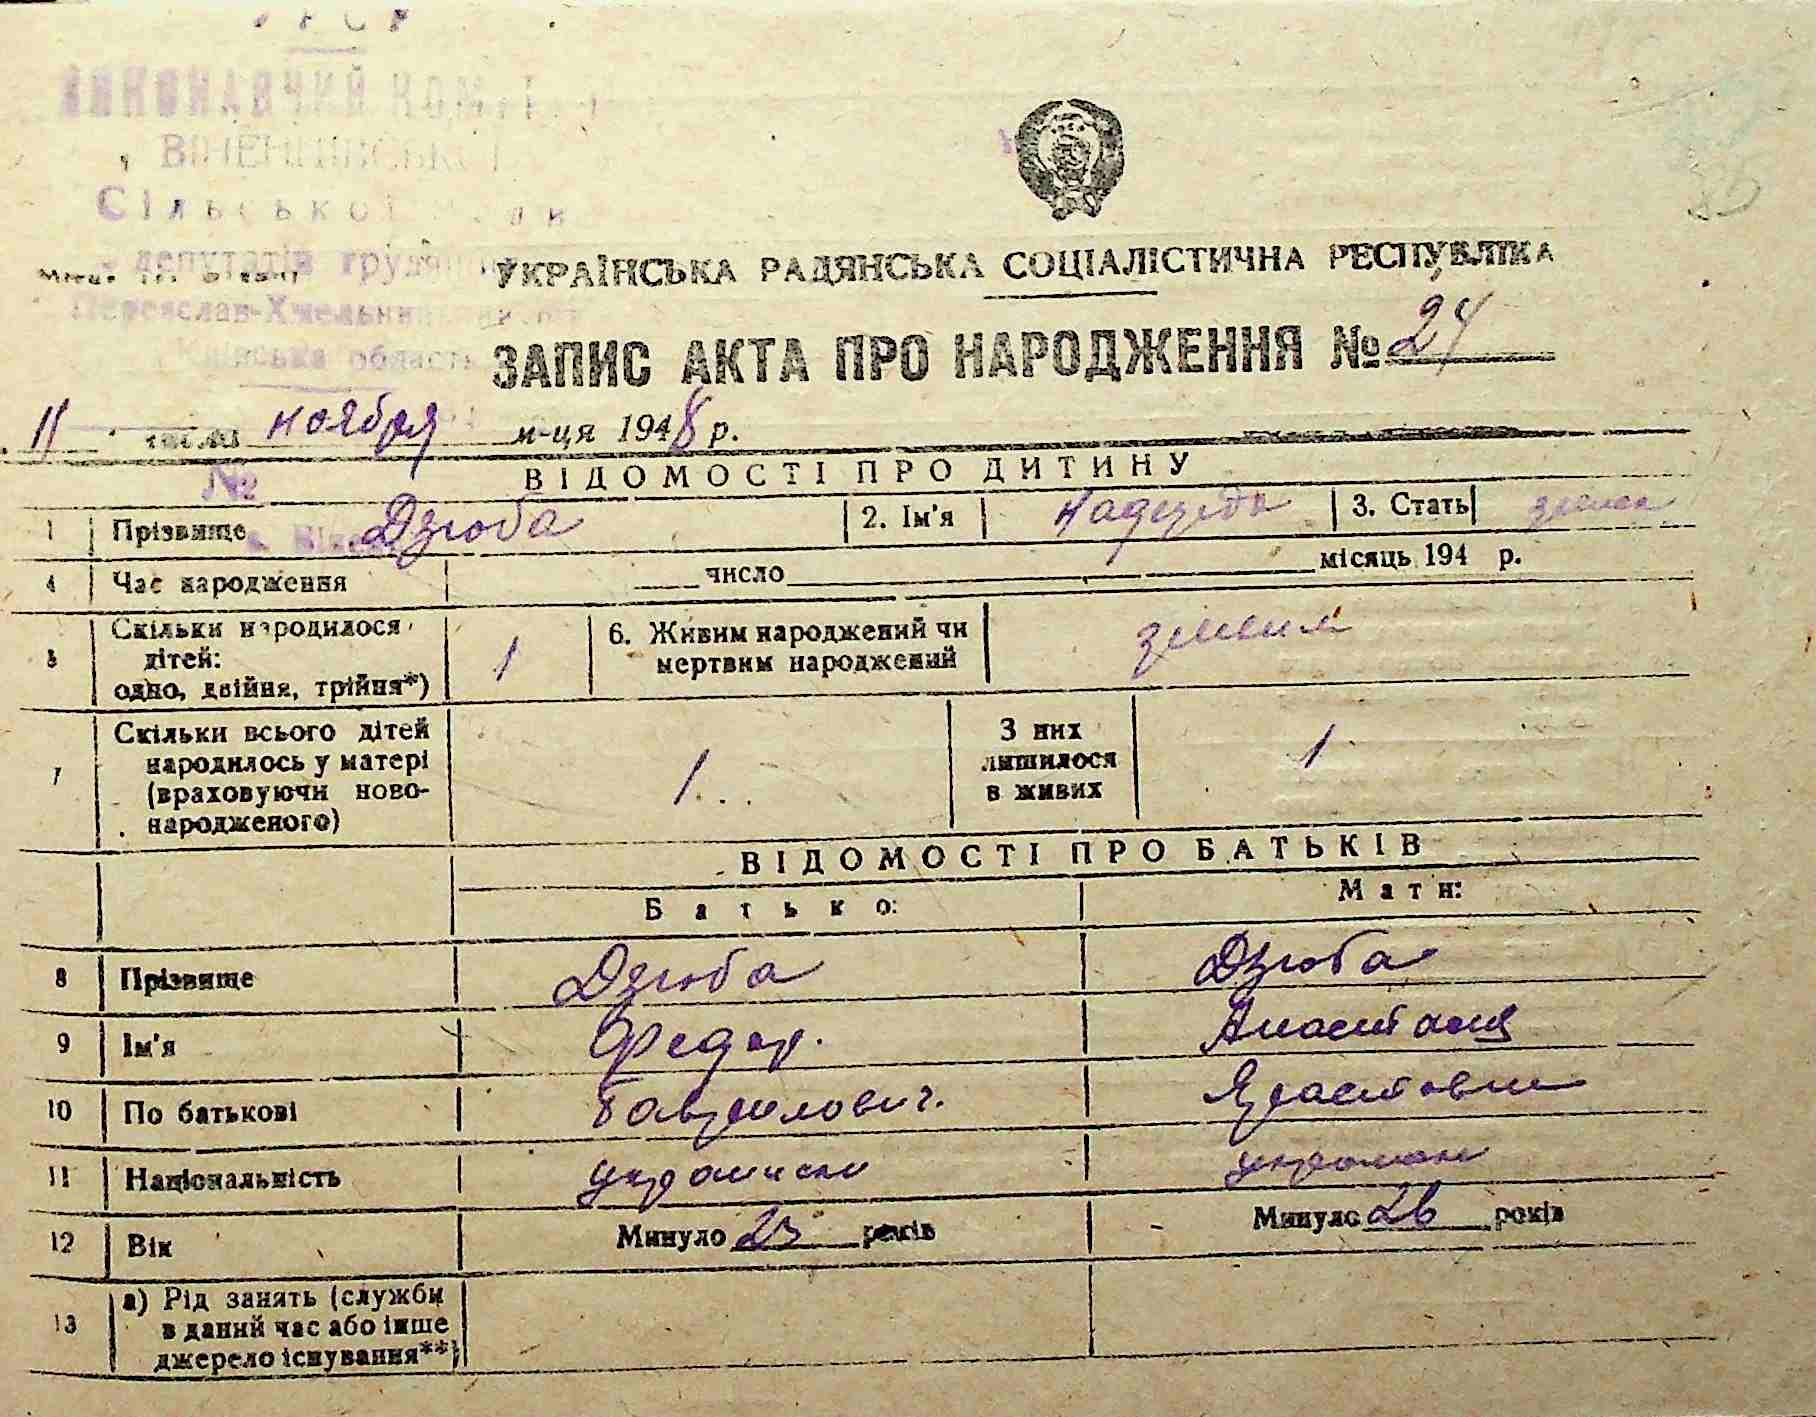 УРСР
ВИКОНАВЧИЙ КОМІТЕТ
Сільської Ради
депутатів трудящих
Переяслав-Хмельницький
Київська область
УКРАЇНСЬКА РАДЯНСЬКА СОЦІАЛІСТИЧНА РЕСПУБЛІКА
ЗАПИС АКТА ПРО НАРОДЖЕННЯ № 24
11 числа ноября м-ця 1948 р.
№
ВІДОМОСТІ ПРО ДИТИНУ
1 Прізвище Дзюба 2. Ім'я Надежда 3. Стать
4 Час народження число місяць 194 р.
5 Скільки народилося дітей: одно, двійня, трійня*) 1 6. Живим народжений чи мертвим народжений
7 Скільки всього дітей народилось у матері (враховуючи новонародженого) 1 З них лишилося в живих 1
ВІДОМОСТІ ПРО БАТЬКІВ
Батько: Мати:
8 Прізвище Дзюба Дзюба
9 Ім'я Федор. Анастасия
10 По батькові Гаврилович.
11 Національність
12 Вік Минуло 23 років Минуло 26 років
13 а) Рід занять (служби в даний час або інше джерело існування**)